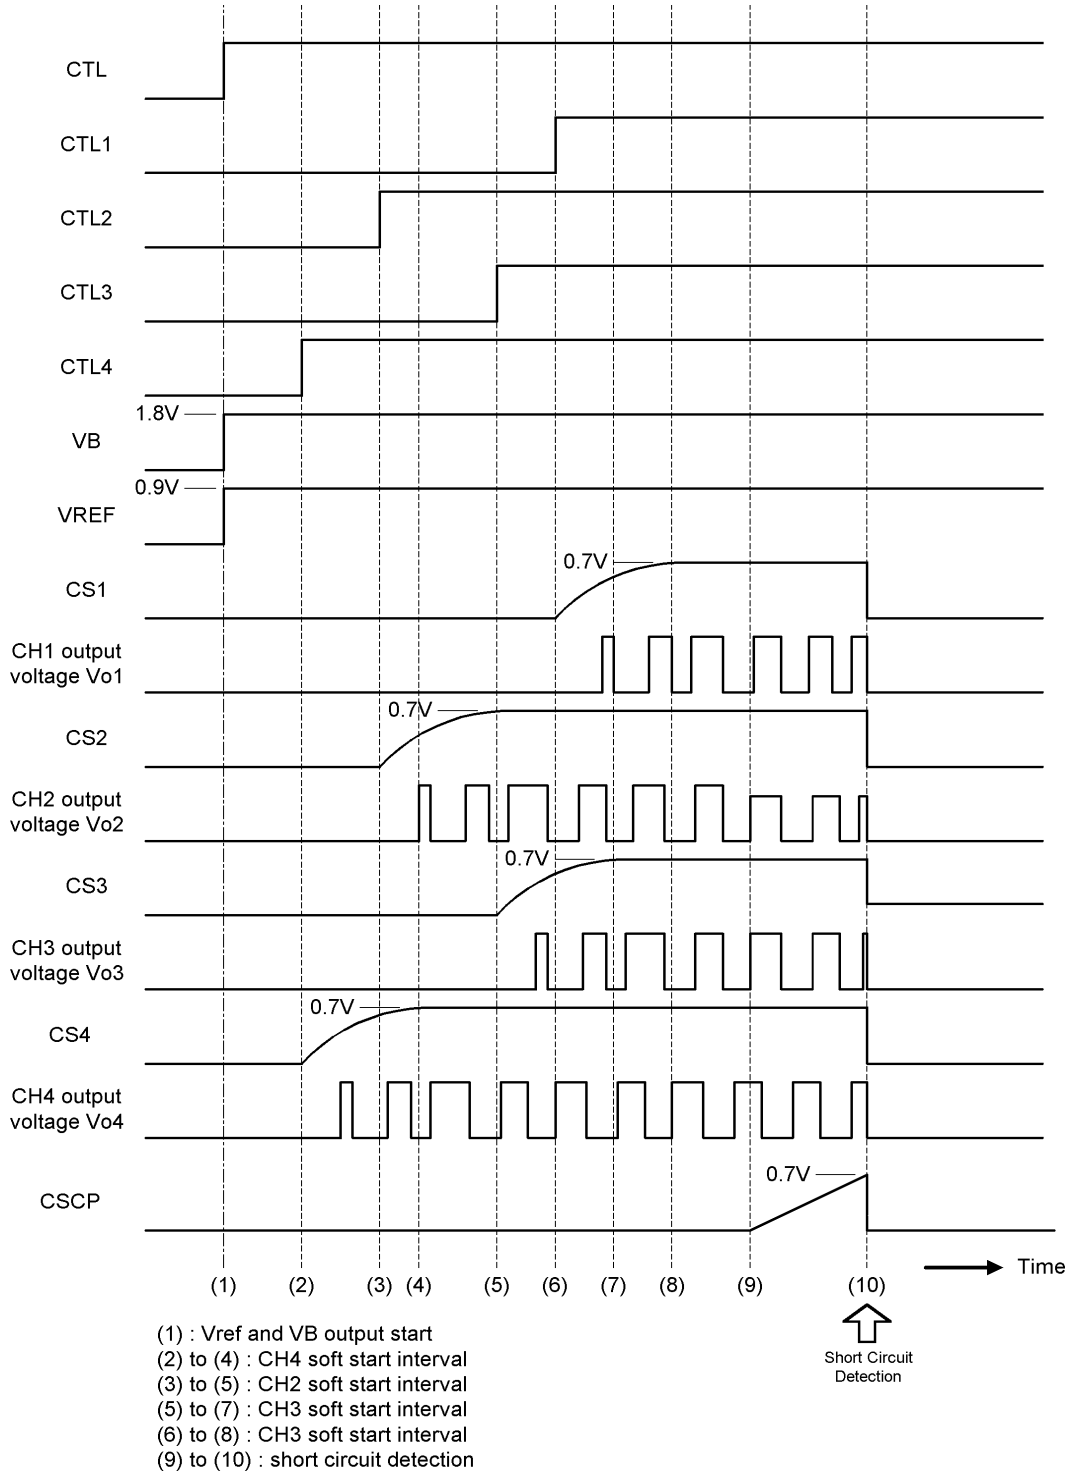 CTL
CTL1
CTL2
CTL3
CTL4
1.8V
VB
0.9V
VREF
0.7V
CS1
CH1 output
voltage Vo1
0.7V
CS2
CH2 output
voltage Vo2
0.7V
CS3
CH3 output
voltage Vo3
0.7V
CS4
CH4 output
voltage Vo4
0.7V
CSCP
Time
(1) (2) (3) (4) (5) (6) (7) (8) (9) (10)
Short Circuit
Detection
(1) : Vref and VB output start
(2) to (4) : CH4 soft start interval
(3) to (5) : CH2 soft start interval
(5) to (7) : CH3 soft start interval
(6) to (8) : CH3 soft start interval
(9) to (10) : short circuit detection